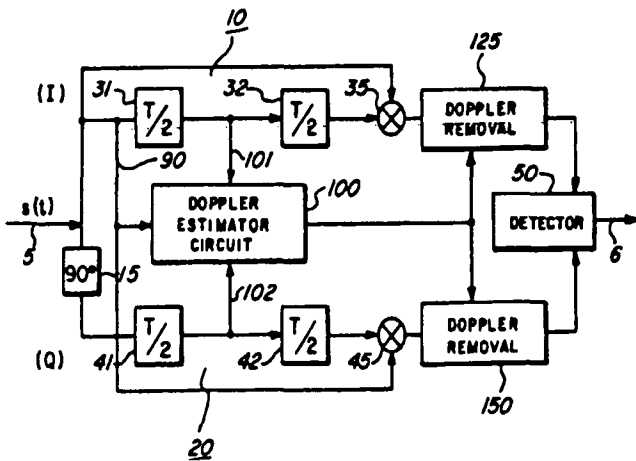 10
125
(I)
31
T/2
32
T/2
35
DOPPLER
REMOVAL
90
101
50
100
s(t)
5
DOPPLER
ESTIMATOR
CIRCUIT
DETECTOR
6
90°
15
102
(Q)
T/2
41
T/2
42
45
DOPPLER
REMOVAL
20
150